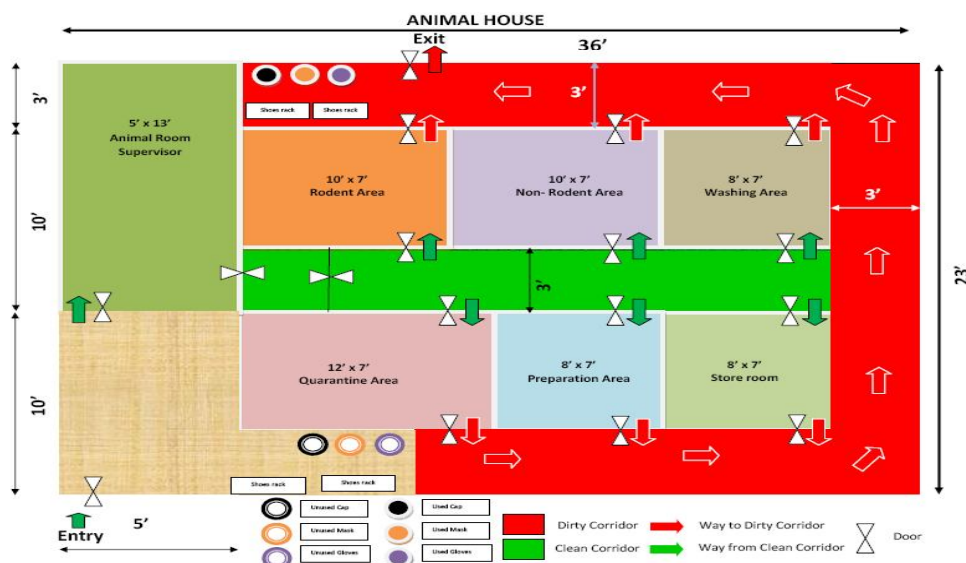 ANIMAL HOUSE
Exit
36’
3’
3’
Shoes rack
Shoes rack
5’ x 13’
Animal Room
Supervisor
10’ x 7’
Rodent Area
10’ x 7’
Non- Rodent Area
8’ x 7’
Washing Area
3’
10’
3’
23’
12’ x 7’
Quarantine Area
8’ x 7’
Preparation Area
8’ x 7’
Store room
10’
Shoes rack
Shoes rack
Entry
5’
Unused Cap
Used Cap
Unused Mask
Used Mask
Unused Gloves
Used Gloves
Dirty Corridor
Way to Dirty Corridor
Clean Corridor
Way from Clean Corridor
Door